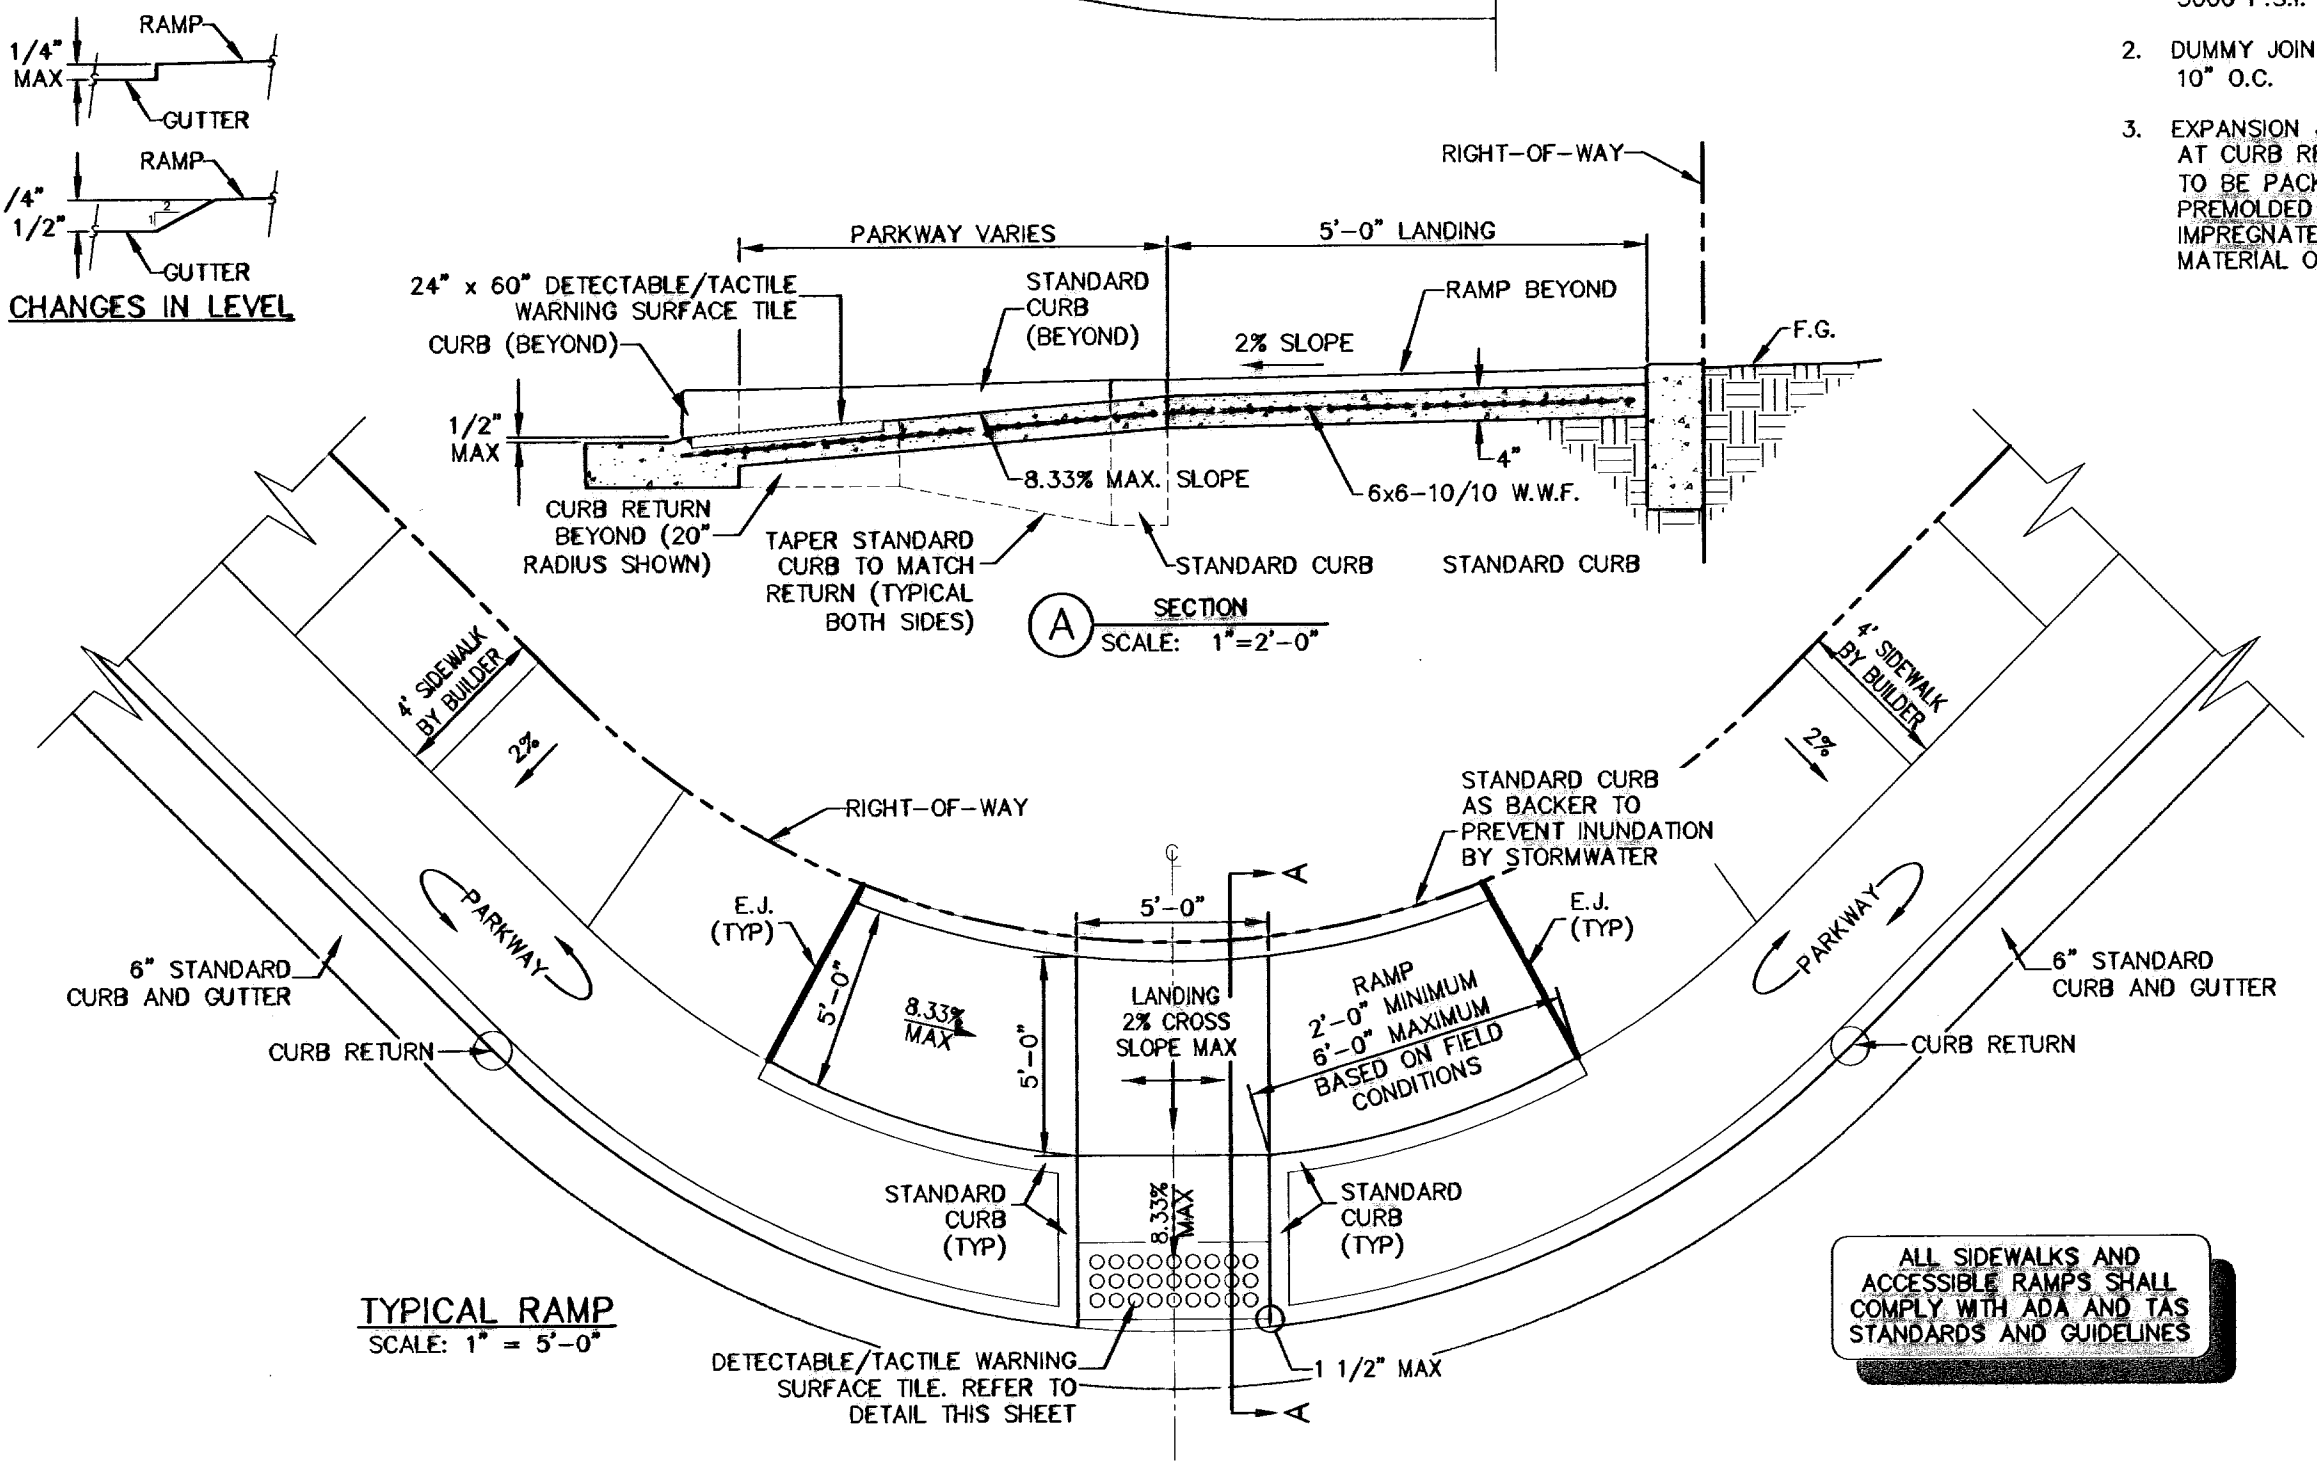 RAMP
1/4"
MAX
GUTTER
RAMP
/4"
1/2"
2
1
GUTTER
CHANGES IN LEVEL
2. DUMMY JOIN
10" O.C.
3. EXPANSION
AT CURB RE
TO BE PAC
PREMOLDED
IMPREGNATE
MATERIAL O
RIGHT-OF-WAY
PARKWAY VARIES
5'-0" LANDING
24" x 60" DETECTABLE/TACTILE
WARNING SURFACE TILE
STANDARD
CURB
(BEYOND)
RAMP BEYOND
CURB (BEYOND)
2% SLOPE
F.G.
1/2"
MAX
4"
8.33% MAX. SLOPE
6x6-10/10 W.W.F.
CURB RETURN
BEYOND (20"
RADIUS SHOWN)
TAPER STANDARD
CURB TO MATCH
RETURN (TYPICAL
BOTH SIDES)
STANDARD CURB
STANDARD CURB
A
SECTION
SCALE: 1"=2'-0"
4' SIDEWALK
BY BUILDER
2%
4' SIDEWALK
BY BUILDER
2%
RIGHT-OF-WAY
STANDARD CURB
AS BACKER TO
PREVENT INUNDATION
BY STORMWATER
A
E.J.
(TYP)
5'-0"
E.J.
(TYP)
PARKWAY
PARKWAY
6" STANDARD
CURB AND GUTTER
6" STANDARD
CURB AND GUTTER
CURB RETURN
CURB RETURN
5'-0"
8.33%
MAX
5'-0"
LANDING
2% CROSS
SLOPE MAX
RAMP
2'-0" MINIMUM
6'-0" MAXIMUM
BASED ON FIELD
CONDITIONS
STANDARD
CURB
(TYP)
8.33%
MAX
STANDARD
CURB
(TYP)
TYPICAL RAMP
SCALE: 1" = 5'-0"
DETECTABLE/TACTILE WARNING
SURFACE TILE. REFER TO
DETAIL THIS SHEET
1 1/2" MAX
A
ALL SIDEWALKS AND
ACCESSIBLE RAMPS SHALL
COMPLY WITH ADA AND TAS
STANDARDS AND GUIDELINES